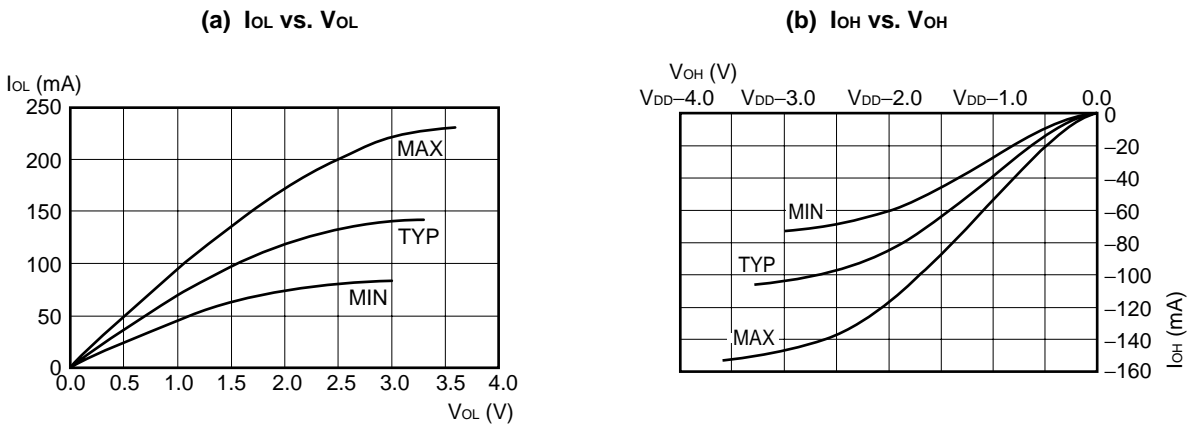 (a) IOL vs. VOL
IOL (mA)
250
200
150
100
50
0
MAX
TYP
MIN
0.0 0.5 1.0 1.5 2.0 2.5 3.0 3.5 4.0
VOL (V)
(b) IOH vs. VOH
VOH (V)
VDD−4.0 VDD−3.0 VDD−2.0 VDD−1.0 0.0
0
−20
−40
−60
−80
−100
−120
−140
−160
MIN
TYP
MAX
IOH (mA)